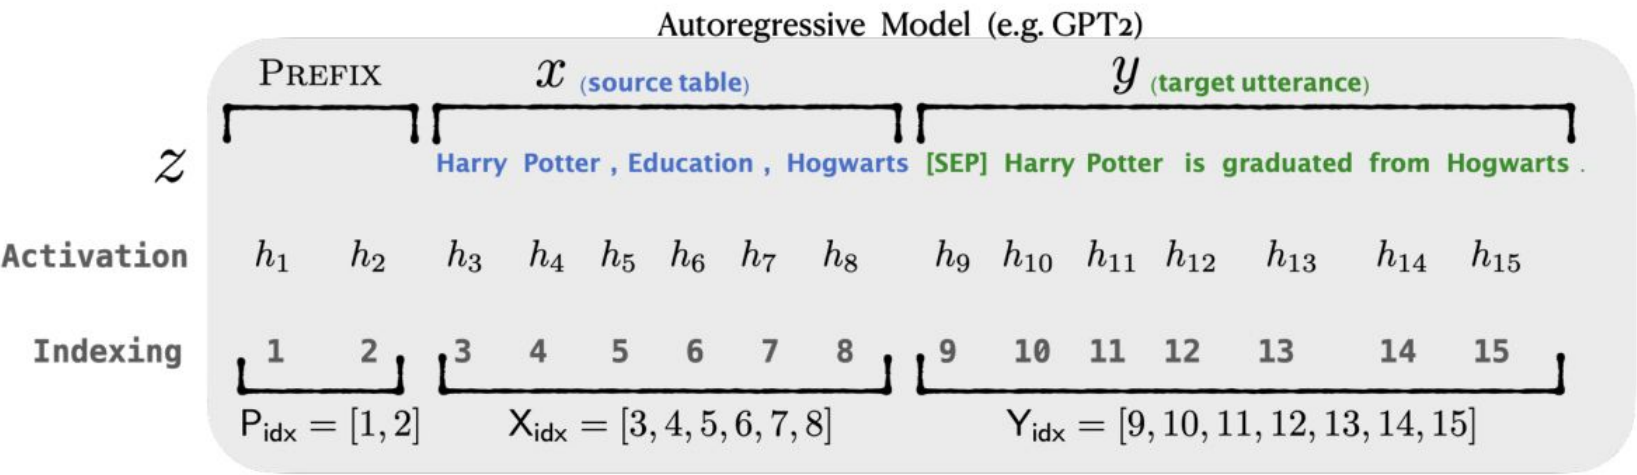 Autoregressive Model (e.g. GPT2)
PREFIX x (source table) y (target utterance)
z Harry Potter , Education , Hogwarts [SEP] Harry Potter is graduated from Hogwarts .
Activation h₁ h₂ h₃ h₄ h₅ h₆ h₇ h₈ h₉ h₁₀ h₁₁ h₁₂ h₁₃ h₁₄ h₁₅
Indexing 1 2 3 4 5 6 7 8 9 10 11 12 13 14 15
P_idx = [1, 2] X_idx = [3, 4, 5, 6, 7, 8] Y_idx = [9, 10, 11, 12, 13, 14, 15]